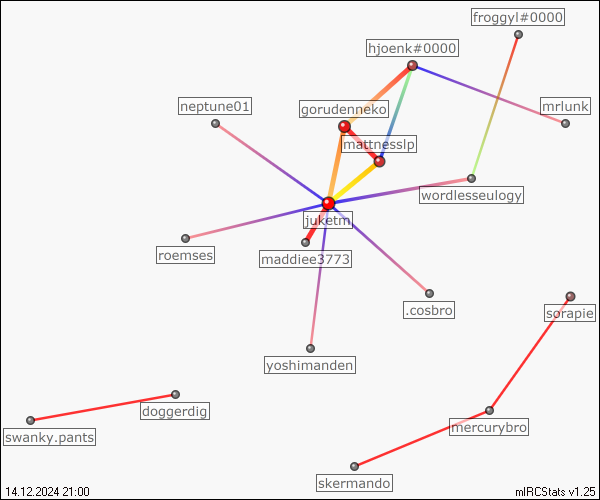 froggyl#0000
hjoenk#0000
neptune01
gorudenneko
mrlunk
mattnesslp
wordlesseulogy
juketm
roemses
maddiee3773
.cosbro
sorapie
yoshimanden
doggerdig
mercurybro
swanky.pants
skermando
14.12.2024 21:00
mIRCStats v1.25